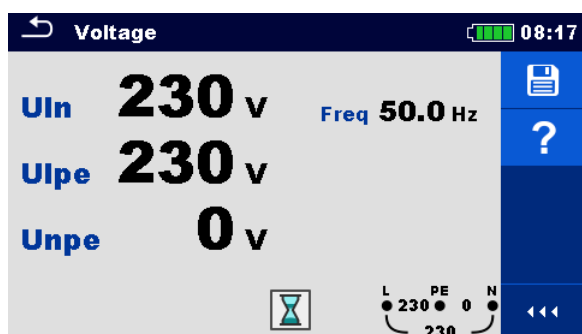 Voltage 08:17
Uln 230 V Freq 50.0 Hz
?
Ulpe 230 V
Unpe 0 V
L PE N
230 0
230